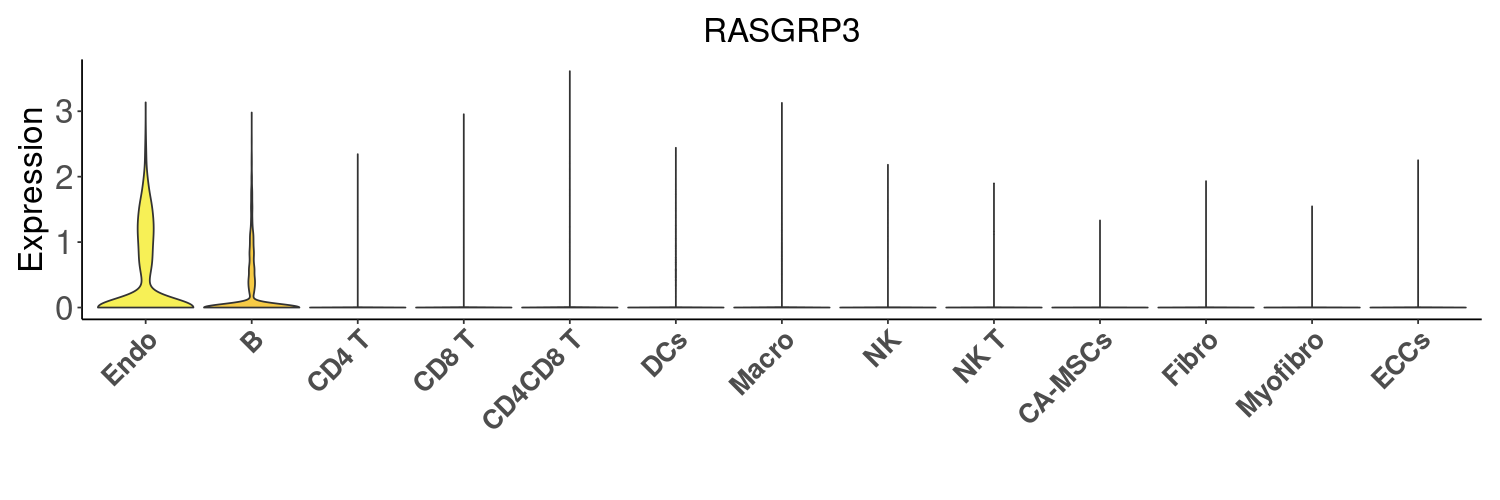 RASGRP3
Expression
3
2
1
0
Endo
B
CD4 T
CD8 T
CD4CD8 T
DCs
Macro
NK
NK T
CA-MSCs
Fibro
Myofibro
ECCs